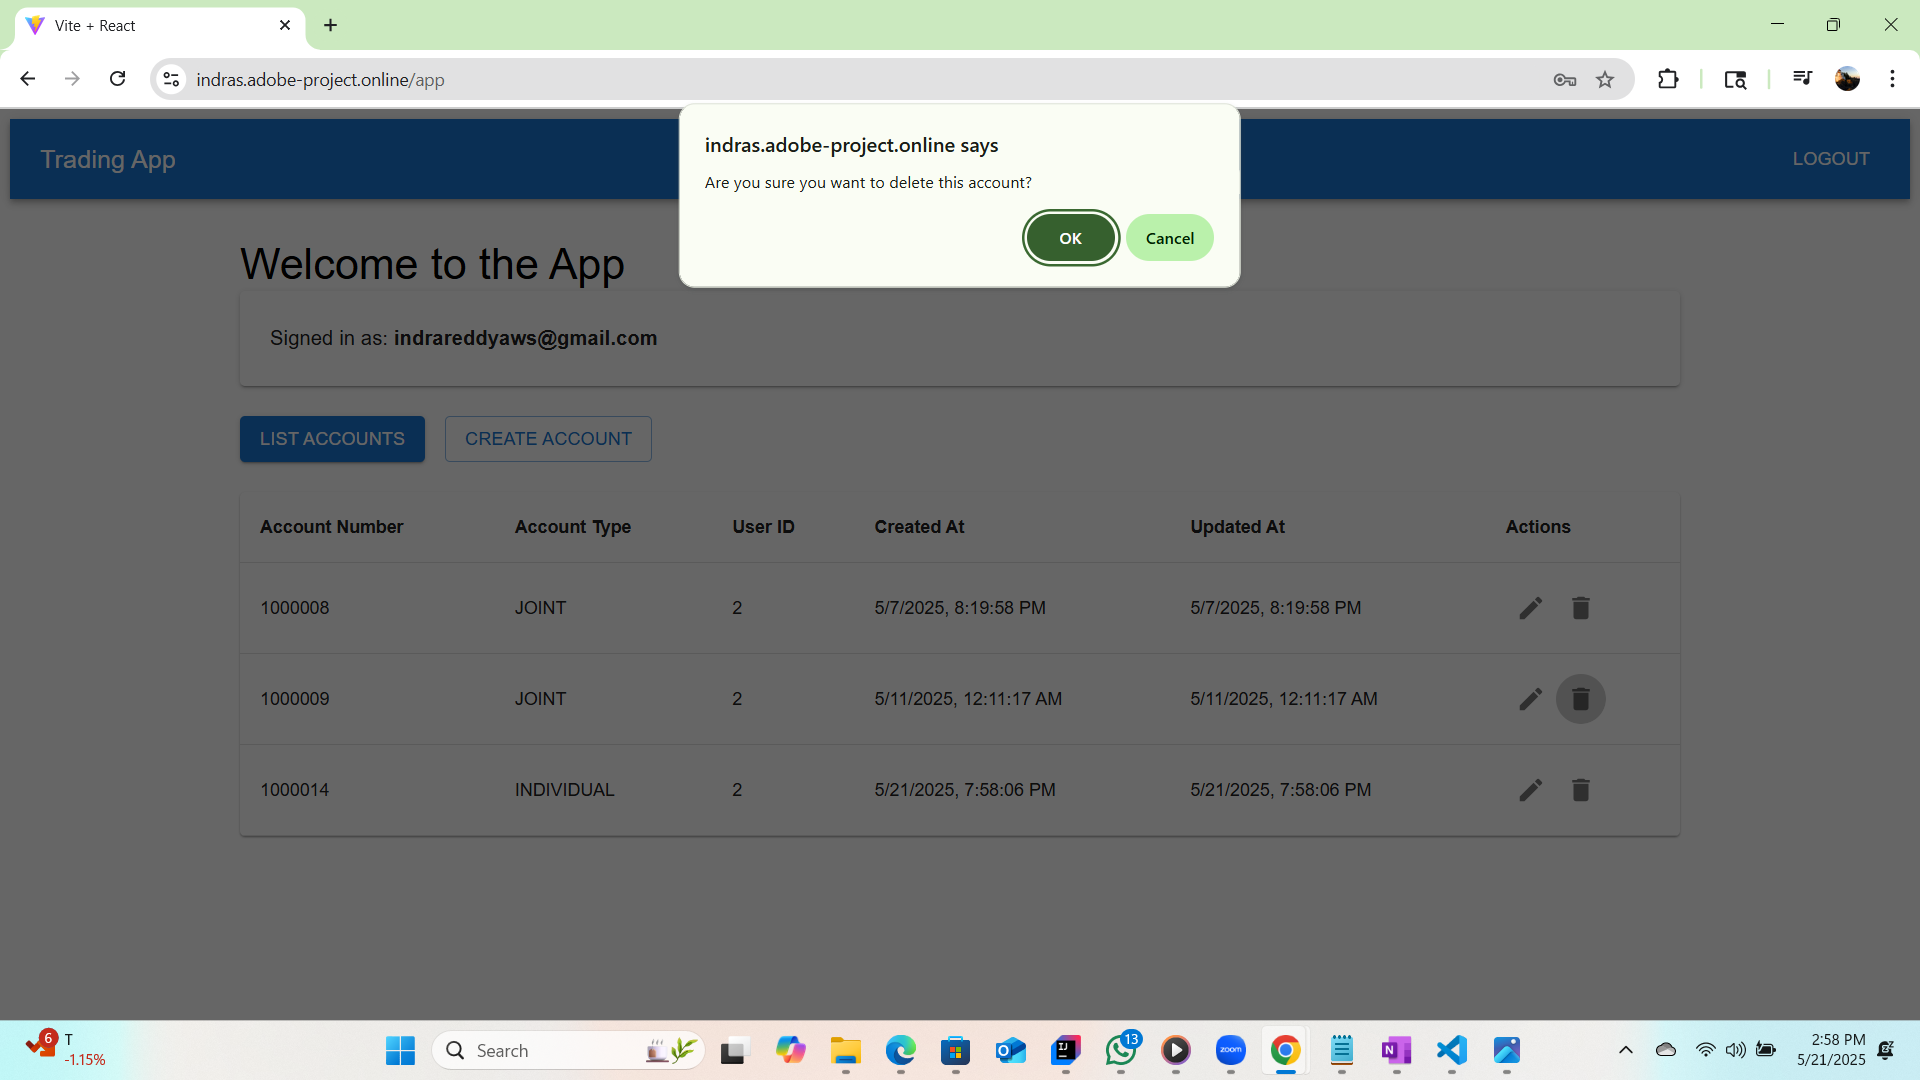 Vite + React
indras.adobe-project.online/app
indras.adobe-project.online says
Are you sure you want to delete this account?
OK
Cancel
Trading App
LOGOUT
Welcome to the App
Signed in as: indrareddyaws@gmail.com
LIST ACCOUNTS
CREATE ACCOUNT
Account Number Account Type User ID Created At Updated At Actions
1000008 JOINT 2 5/7/2025, 8:19:58 PM 5/7/2025, 8:19:58 PM
1000009 JOINT 2 5/11/2025, 12:11:17 AM 5/11/2025, 12:11:17 AM
1000014 INDIVIDUAL 2 5/21/2025, 7:58:06 PM 5/21/2025, 7:58:06 PM
6
T
-1.15%
Search
O
IJ
13
zoom
N
2:58 PM
5/21/2025